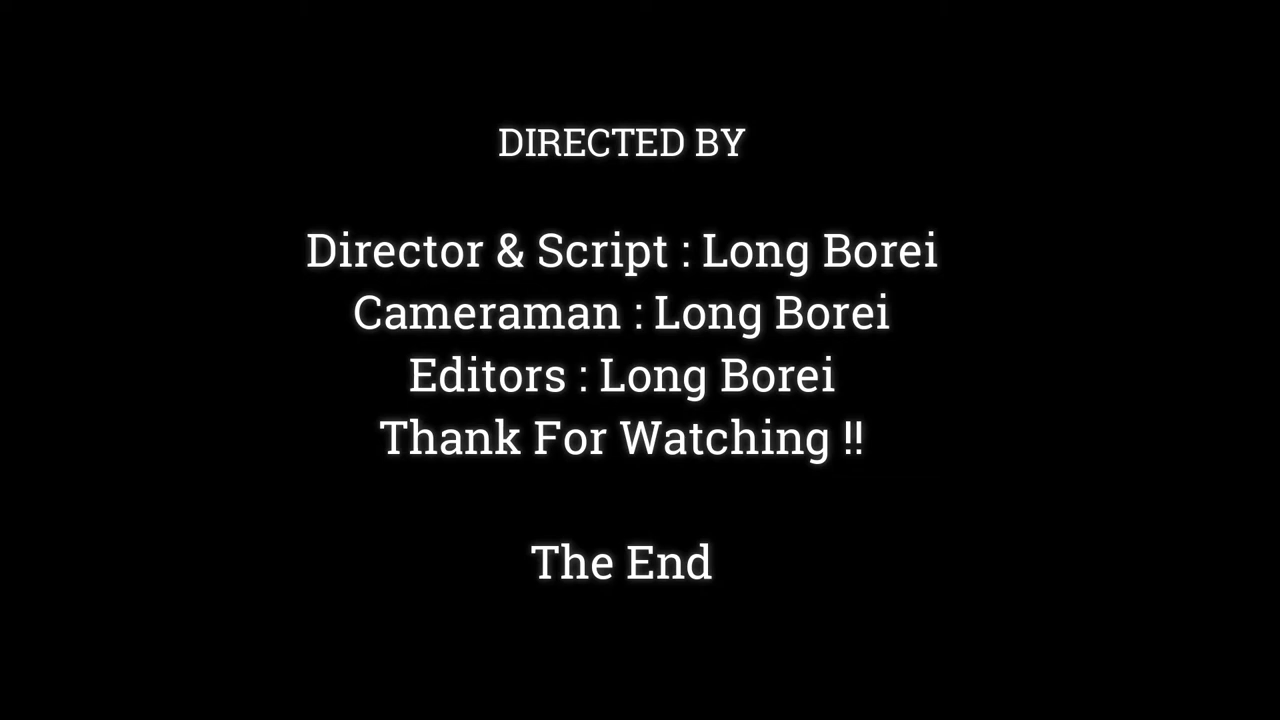 DIRECTED BY
Director & Script : Long Borei
Cameraman : Long Borei
Editors : Long Borei
Thank For Watching !!
The End